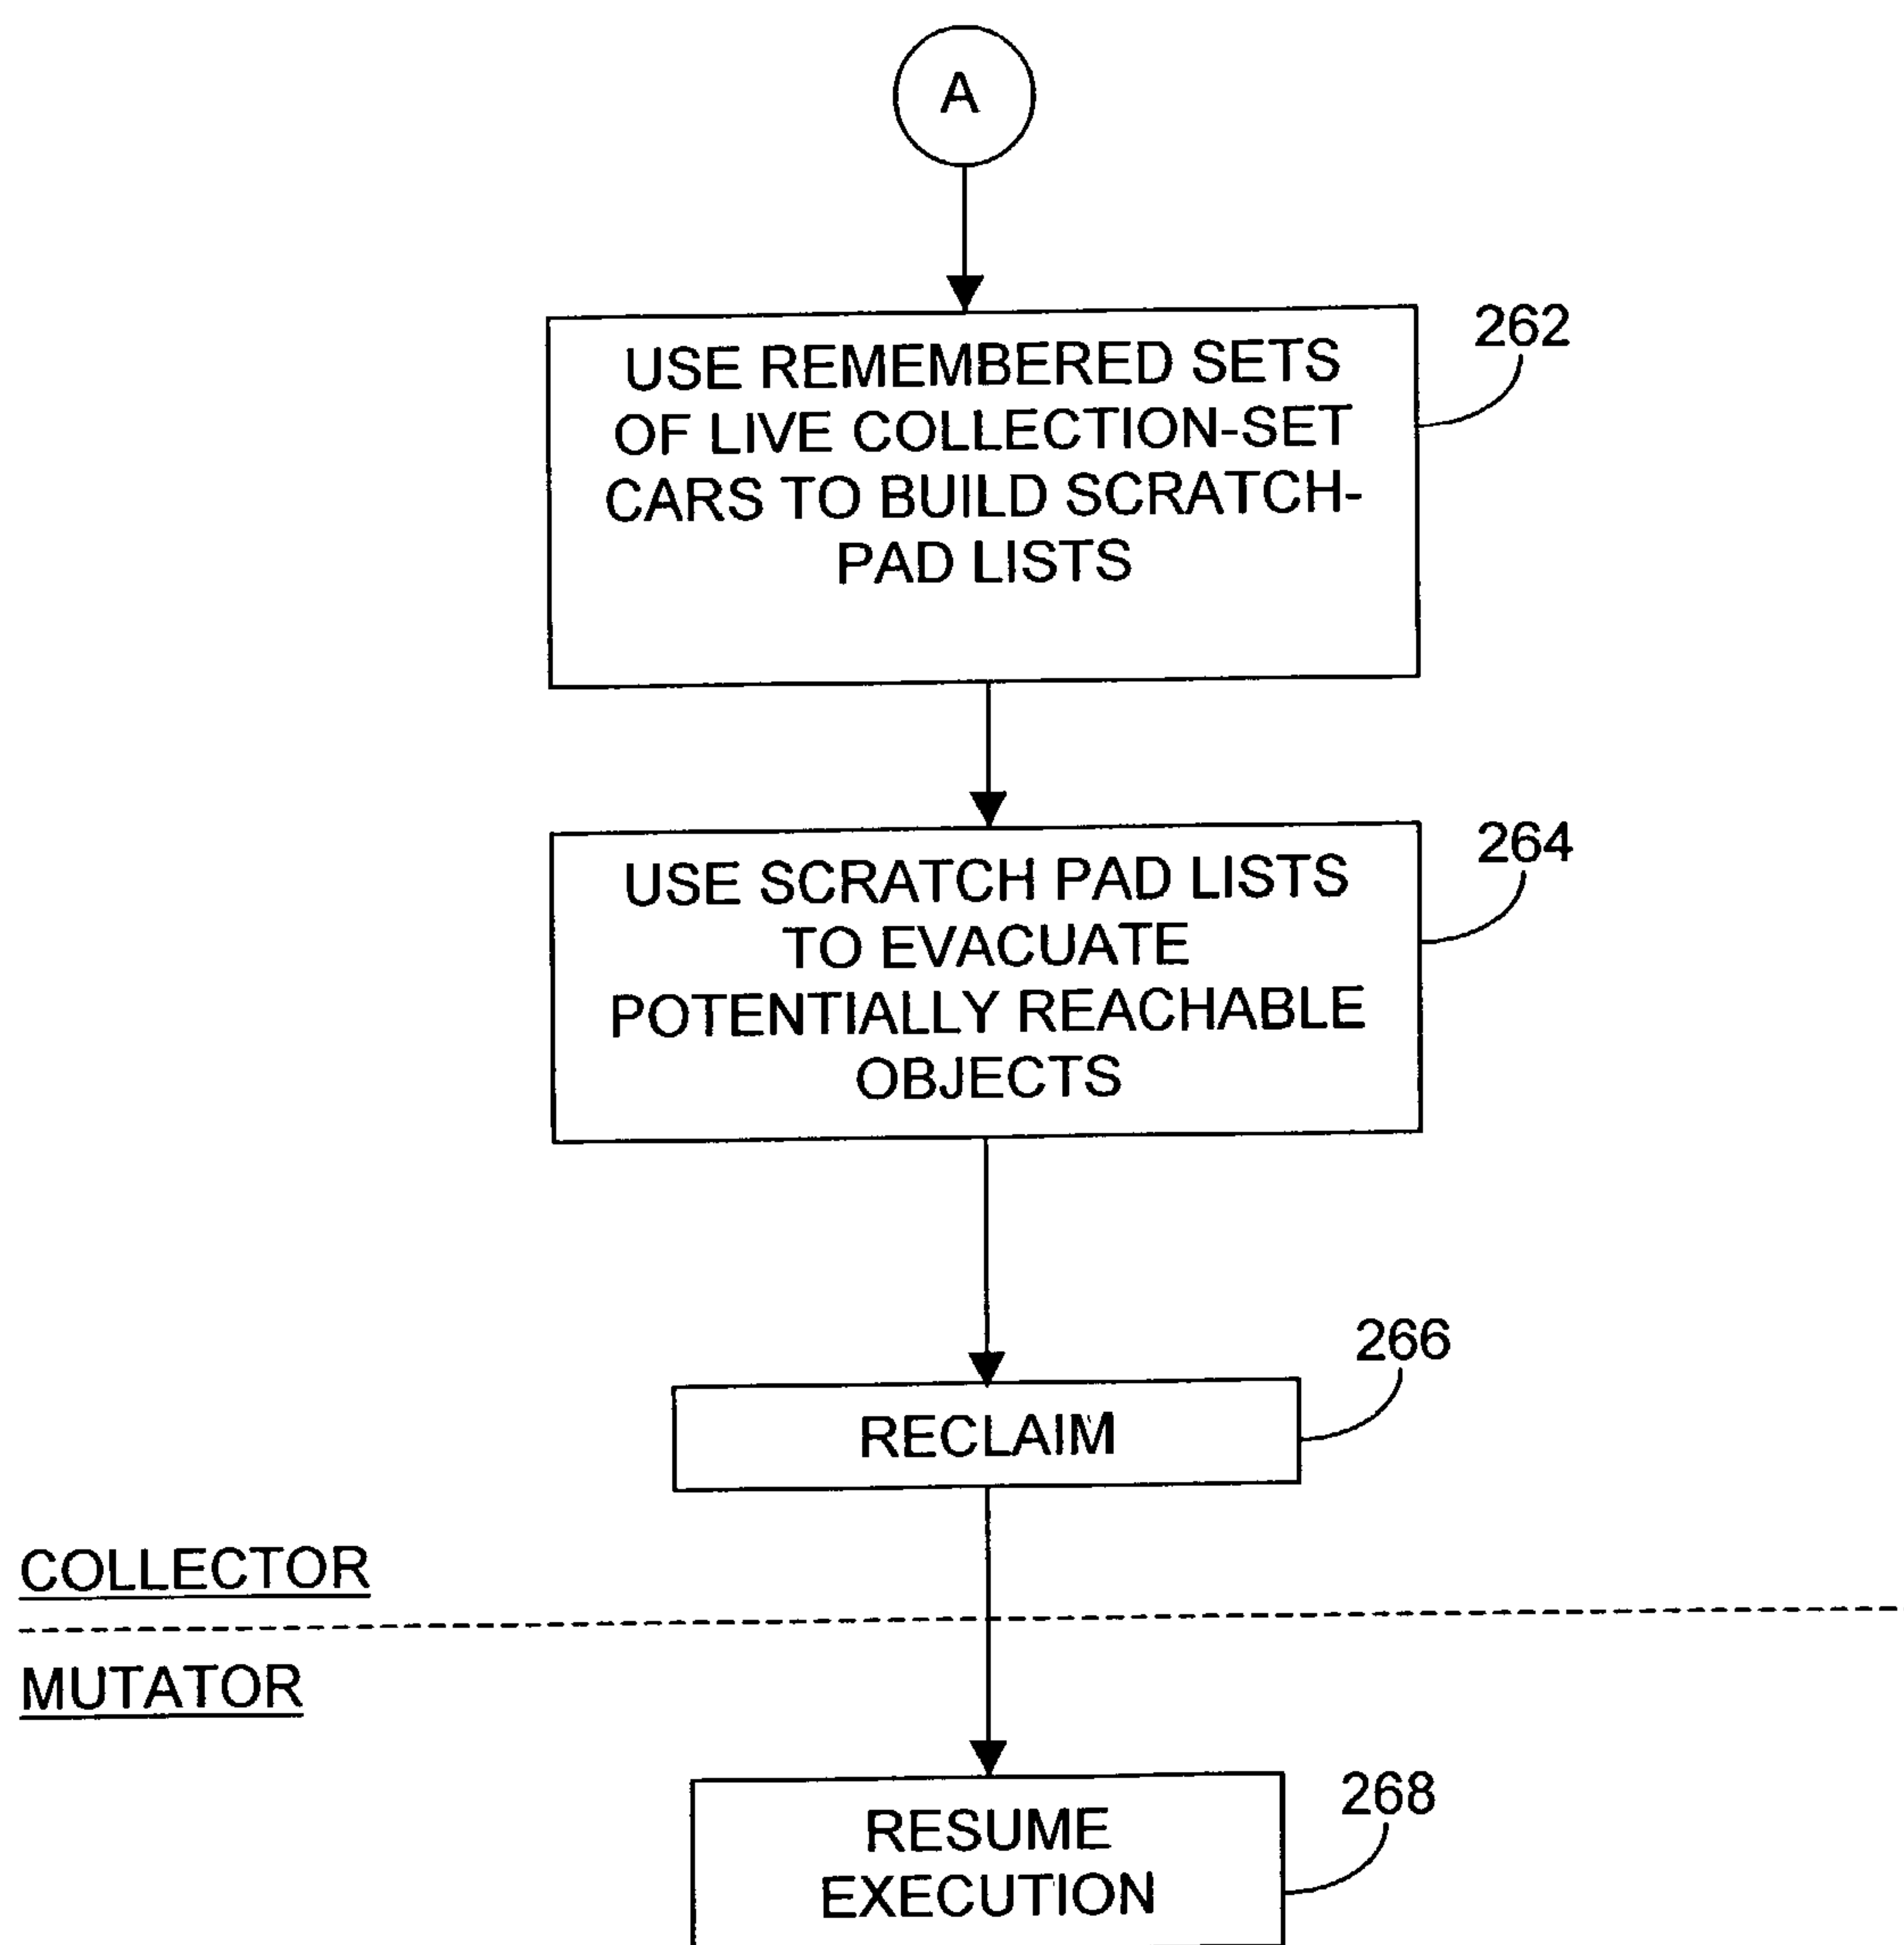 A
262
USE REMEMBERED SETS
OF LIVE COLLECTION-SET
CARS TO BUILD SCRATCH-
PAD LISTS
264
USE SCRATCH PAD LISTS
TO EVACUATE
POTENTIALLY REACHABLE
OBJECTS
266
RECLAIM
COLLECTOR
MUTATOR
268
RESUME
EXECUTION